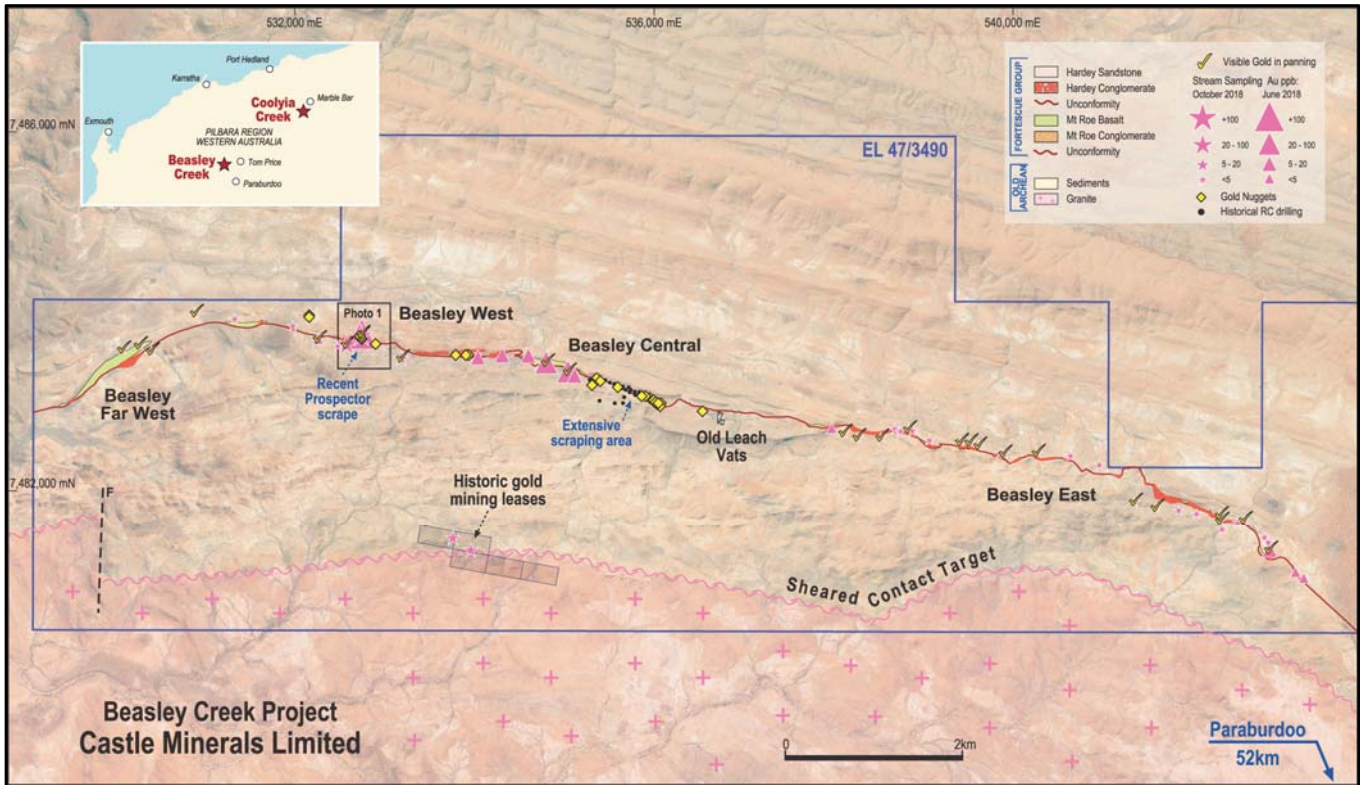 532,000 mE
536,000 mE
540,000 mE
7,486,000 mN
7,482,000 mN
Port Hedland
Karratha
Marble Bar
Coolyia
Creek
Exmouth
PILBARA REGION
WESTERN AUSTRALIA
Beasley
Creek
Tom Price
Paraburdoo
EL 47/3490
FORTESCUE GROUP
Hardey Sandstone
Hardey Conglomerate
Unconformity
Mt Roe Basalt
Mt Roe Conglomerate
Unconformity
OLD
ARCHEAN
Sediments
Granite
Visible Gold in panning
Stream Sampling Au ppb:
October 2018 June 2018
+100 +100
20 - 100 20 - 100
5 - 20 5 - 20
<5 <5
Gold Nuggets
Historical RC drilling
Photo 1
Beasley West
Beasley Central
Beasley
Far West
Recent
Prospector
scrape
Extensive
scraping area
Old Leach
Vats
Beasley East
Historic gold
mining leases
F
Sheared Contact Target
Beasley Creek Project
Castle Minerals Limited
0 2km
Paraburdoo
52km